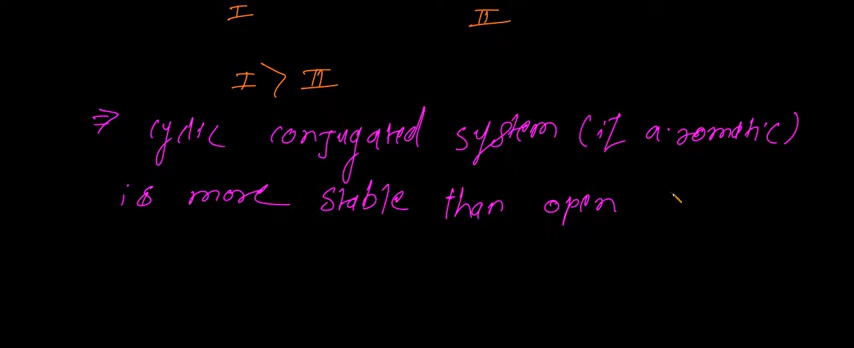 I II
I > II
⇒ cyclic conjugated system (if aromatic)
is more stable than open